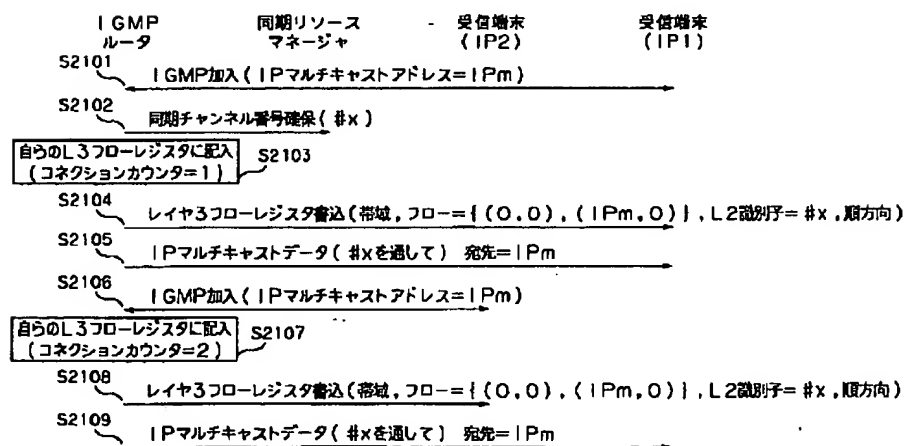 IGMP
ルータ
同期リソース
マネージャ
受信端末
(IP2)
受信端末
(IP1)
S2101
IGMP加入(IPマルチキャストアドレス=IPm)
S2102
同期チャンネル番号確保(#x)
自らのL3フローレジスタに記入
(コネクションカウンタ=1)
S2103
S2104
レイヤ3フローレジスタ書込(帯域,フロー={(0,0),(IPm,0)},L2識別子=#x,順方向)
S2105
IPマルチキャストデータ(#xを通して) 宛先=IPm
S2106
IGMP加入(IPマルチキャストアドレス=IPm)
自らのL3フローレジスタに記入
(コネクションカウンタ=2)
S2107
S2108
レイヤ3フローレジスタ書込(帯域,フロー={(0,0),(IPm,0)},L2識別子=#x,順方向)
S2109
IPマルチキャストデータ(#xを通して) 宛先=IPm